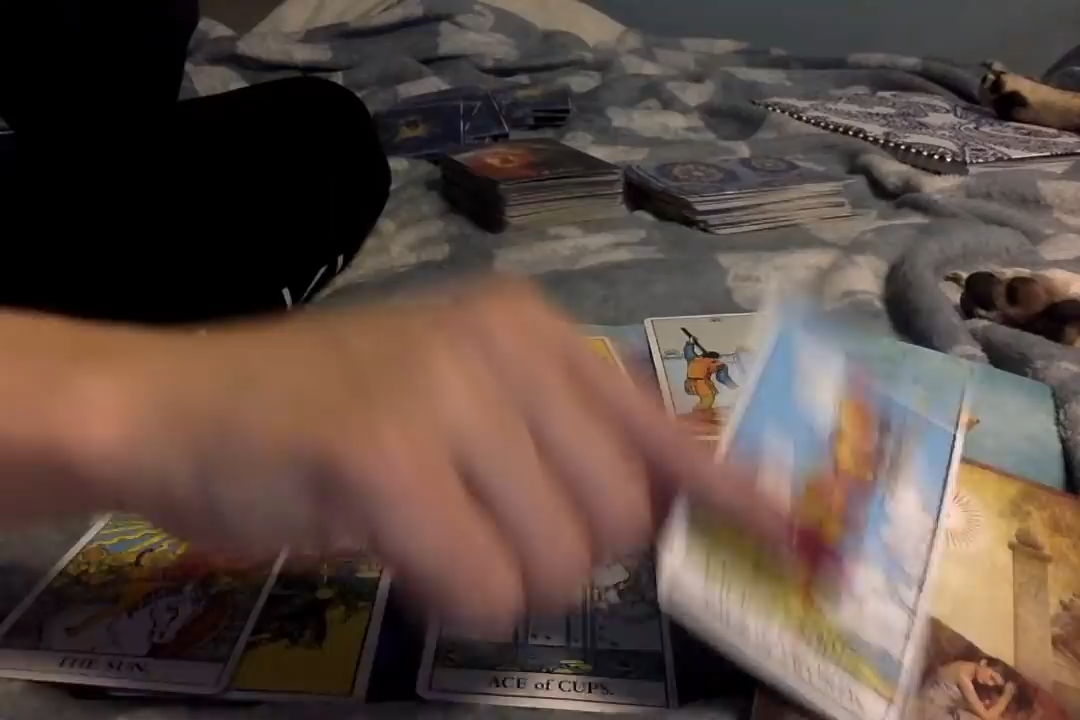 THE SUN.
ACE of CUPS.